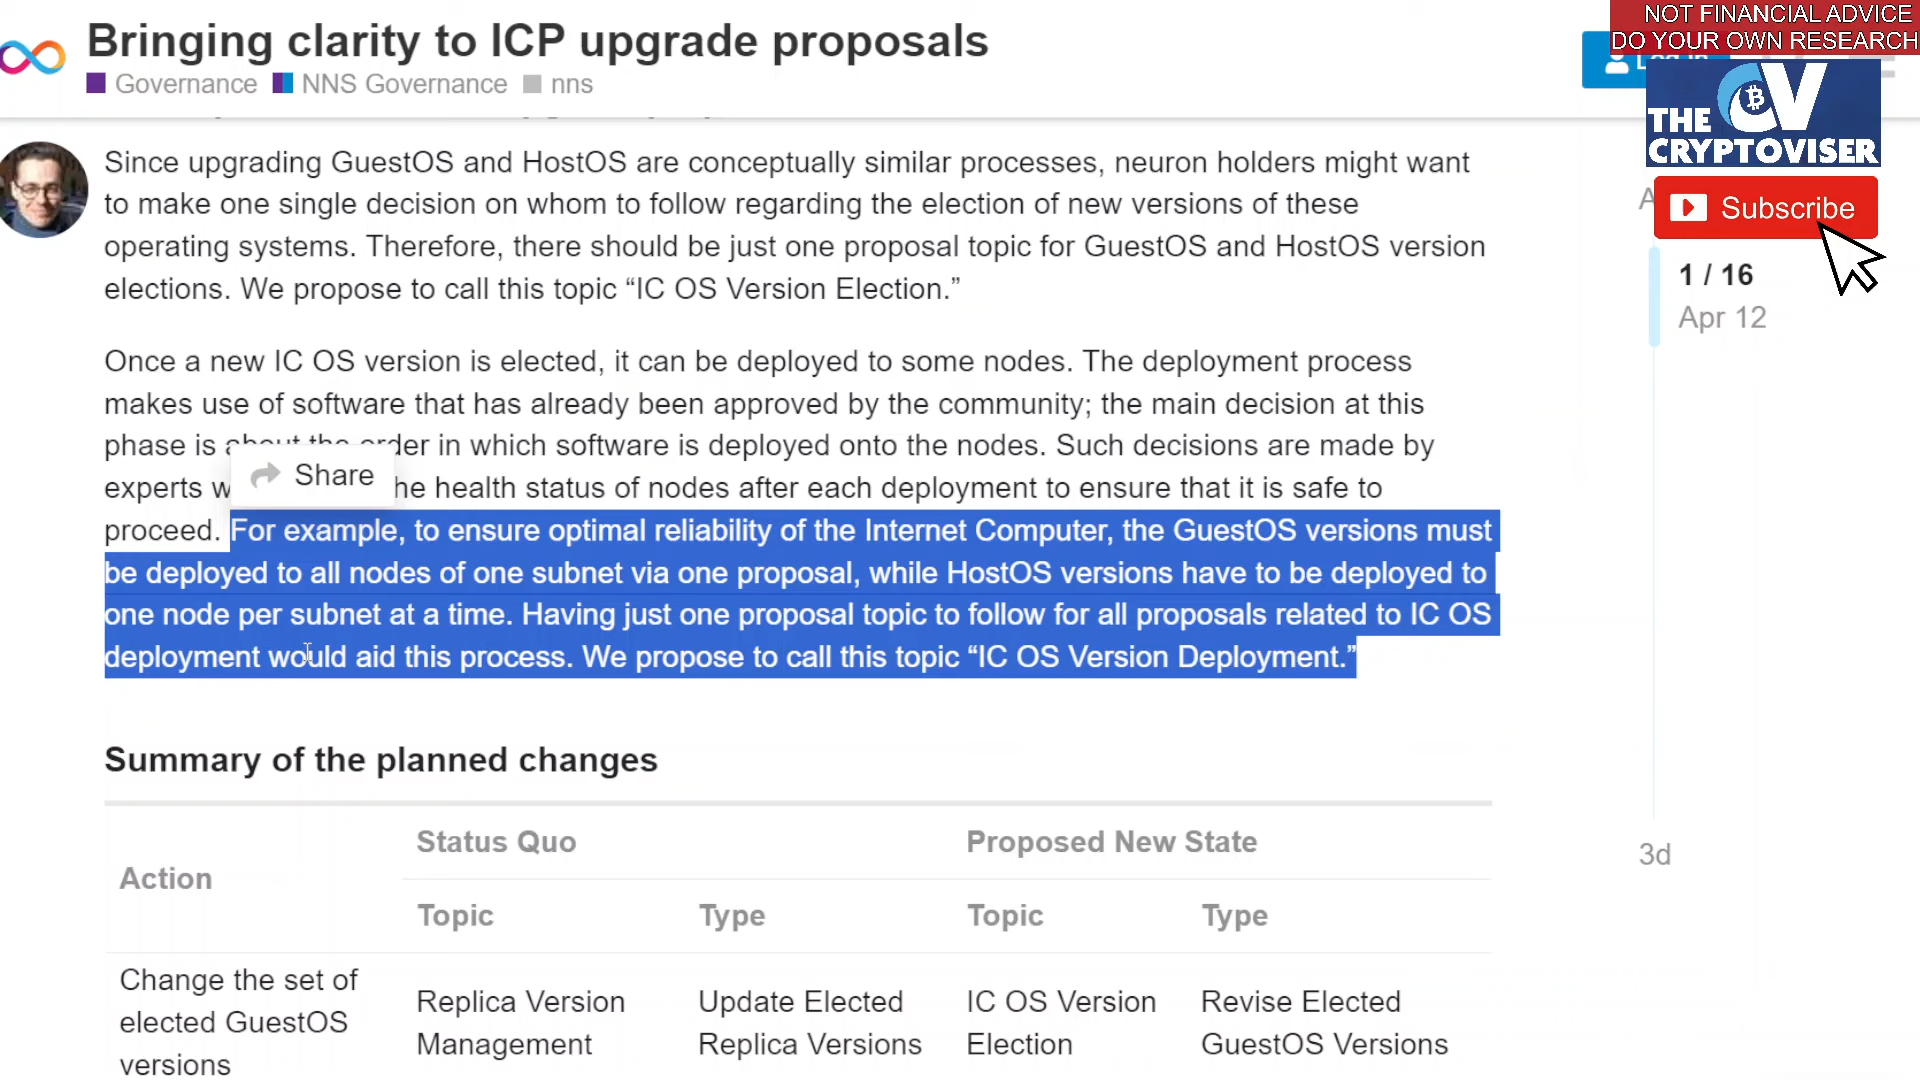 Bringing clarity to ICP upgrade proposals
Governance NNS Governance nns
NOT FINANCIAL ADVICE
DO YOUR OWN RESEARCH
THE CV
CRYPTOVISER
Subscribe
1 / 16
Apr 12
3d
Since upgrading GuestOS and HostOS are conceptually similar processes, neuron holders might want
to make one single decision on whom to follow regarding the election of new versions of these
operating systems. Therefore, there should be just one proposal topic for GuestOS and HostOS version
elections. We propose to call this topic “IC OS Version Election.”
Once a new IC OS version is elected, it can be deployed to some nodes. The deployment process
makes use of software that has already been approved by the community; the main decision at this
phase is about the order in which software is deployed onto the nodes. Such decisions are made by
Share
experts he health status of nodes after each deployment to ensure that it is safe to
proceed. For example, to ensure optimal reliability of the Internet Computer, the GuestOS versions must
be deployed to all nodes of one subnet via one proposal, while HostOS versions have to be deployed to
one node per subnet at a time. Having just one proposal topic to follow for all proposals related to IC OS
deployment would aid this process. We propose to call this topic “IC OS Version Deployment.”
Summary of the planned changes
Status Quo Proposed New State
Action
Topic Type Topic Type
Change the set of
elected GuestOS
versions
Replica Version
Management
Update Elected
Replica Versions
IC OS Version
Election
Revise Elected
GuestOS Versions